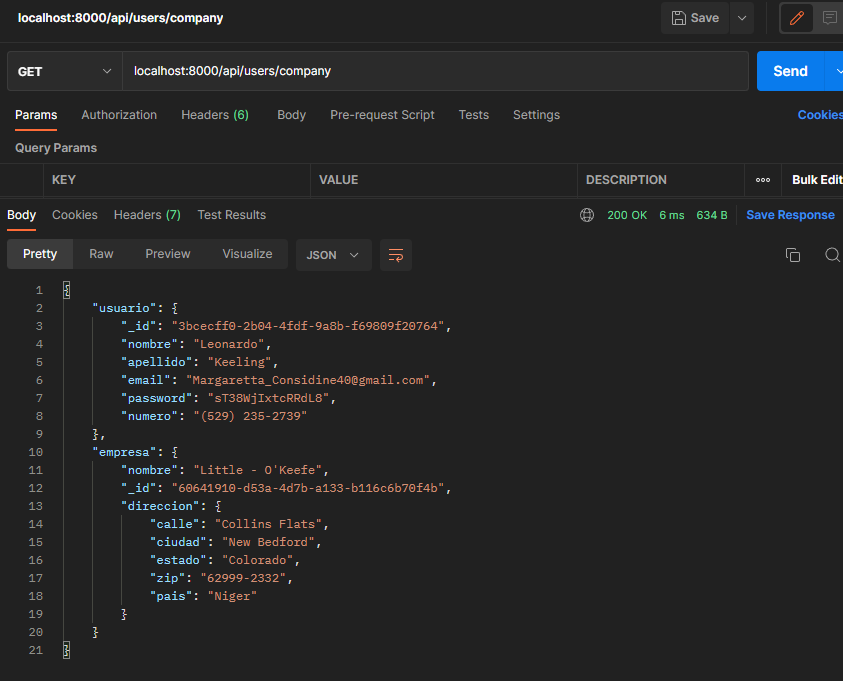 localhost:8000/api/users/company
Save
GET
localhost:8000/api/users/company
Send
Params Authorization Headers (6) Body Pre-request Script Tests Settings Cookies
Query Params
KEY VALUE DESCRIPTION Bulk Edit
Body Cookies Headers (7) Test Results 200 OK 6 ms 634 B Save Response
Pretty Raw Preview Visualize JSON
1 {
2 "usuario": {
3 "_id": "3bcecff0-2b04-4fdf-9a8b-f69809f20764",
4 "nombre": "Leonardo",
5 "apellido": "Keeling",
6 "email": "Margaretta_Considine40@gmail.com",
7 "password": "sT38WjIxtcRRdL8",
8 "numero": "(529) 235-2739"
9 },
10 "empresa": {
11 "nombre": "Little - O'Keefe",
12 "_id": "60641910-d53a-4d7b-a133-b116c6b70f4b",
13 "direccion": {
14 "calle": "Collins Flats",
15 "ciudad": "New Bedford",
16 "estado": "Colorado",
17 "zip": "62999-2332",
18 "pais": "Niger"
19 }
20 }
21 }